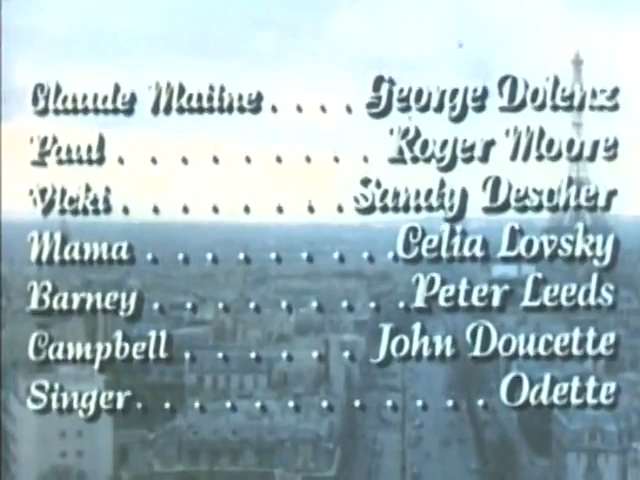 Claude Matine.... George Dolenz
Paul.......... Roger Moore
Vicki........ Sandy Descher
Mama.......... Celia Lovsky
Barney......... Peter Leeds
Campbell...... John Doucette
Singer............ Odette